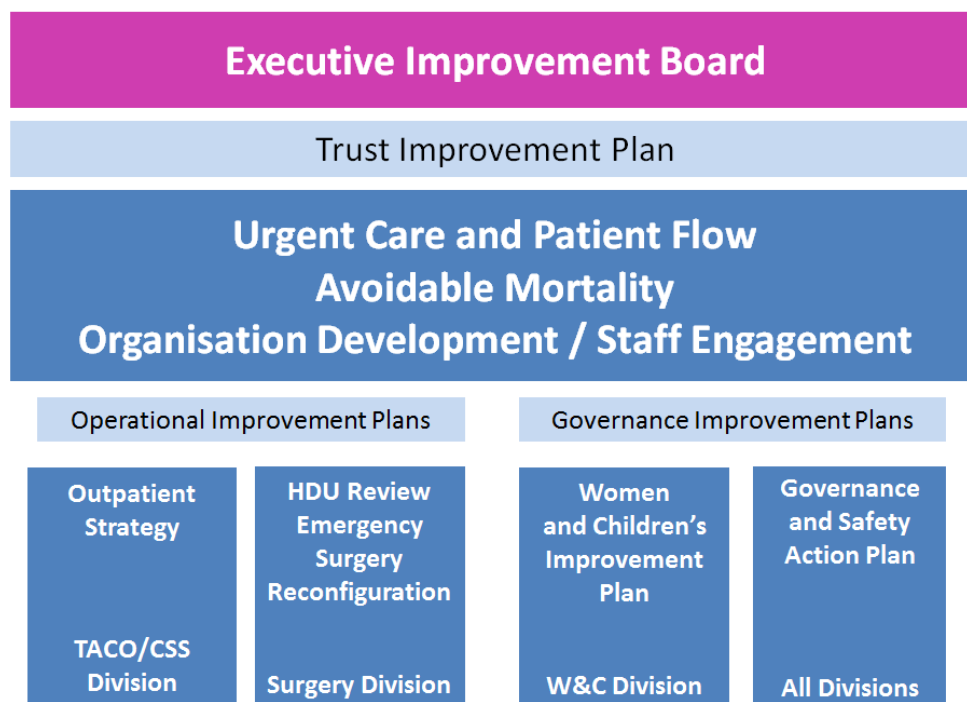 Executive Improvement Board
Trust Improvement Plan
Urgent Care and Patient Flow
Avoidable Mortality
Organisation Development / Staff Engagement
Operational Improvement Plans
Governance Improvement Plans
Outpatient
Strategy
TACO/CSS
Division
HDU Review
Emergency
Surgery
Reconfiguration
Surgery Division
Women
and Children’s
Improvement
Plan
W&C Division
Governance
and Safety
Action Plan
All Divisions